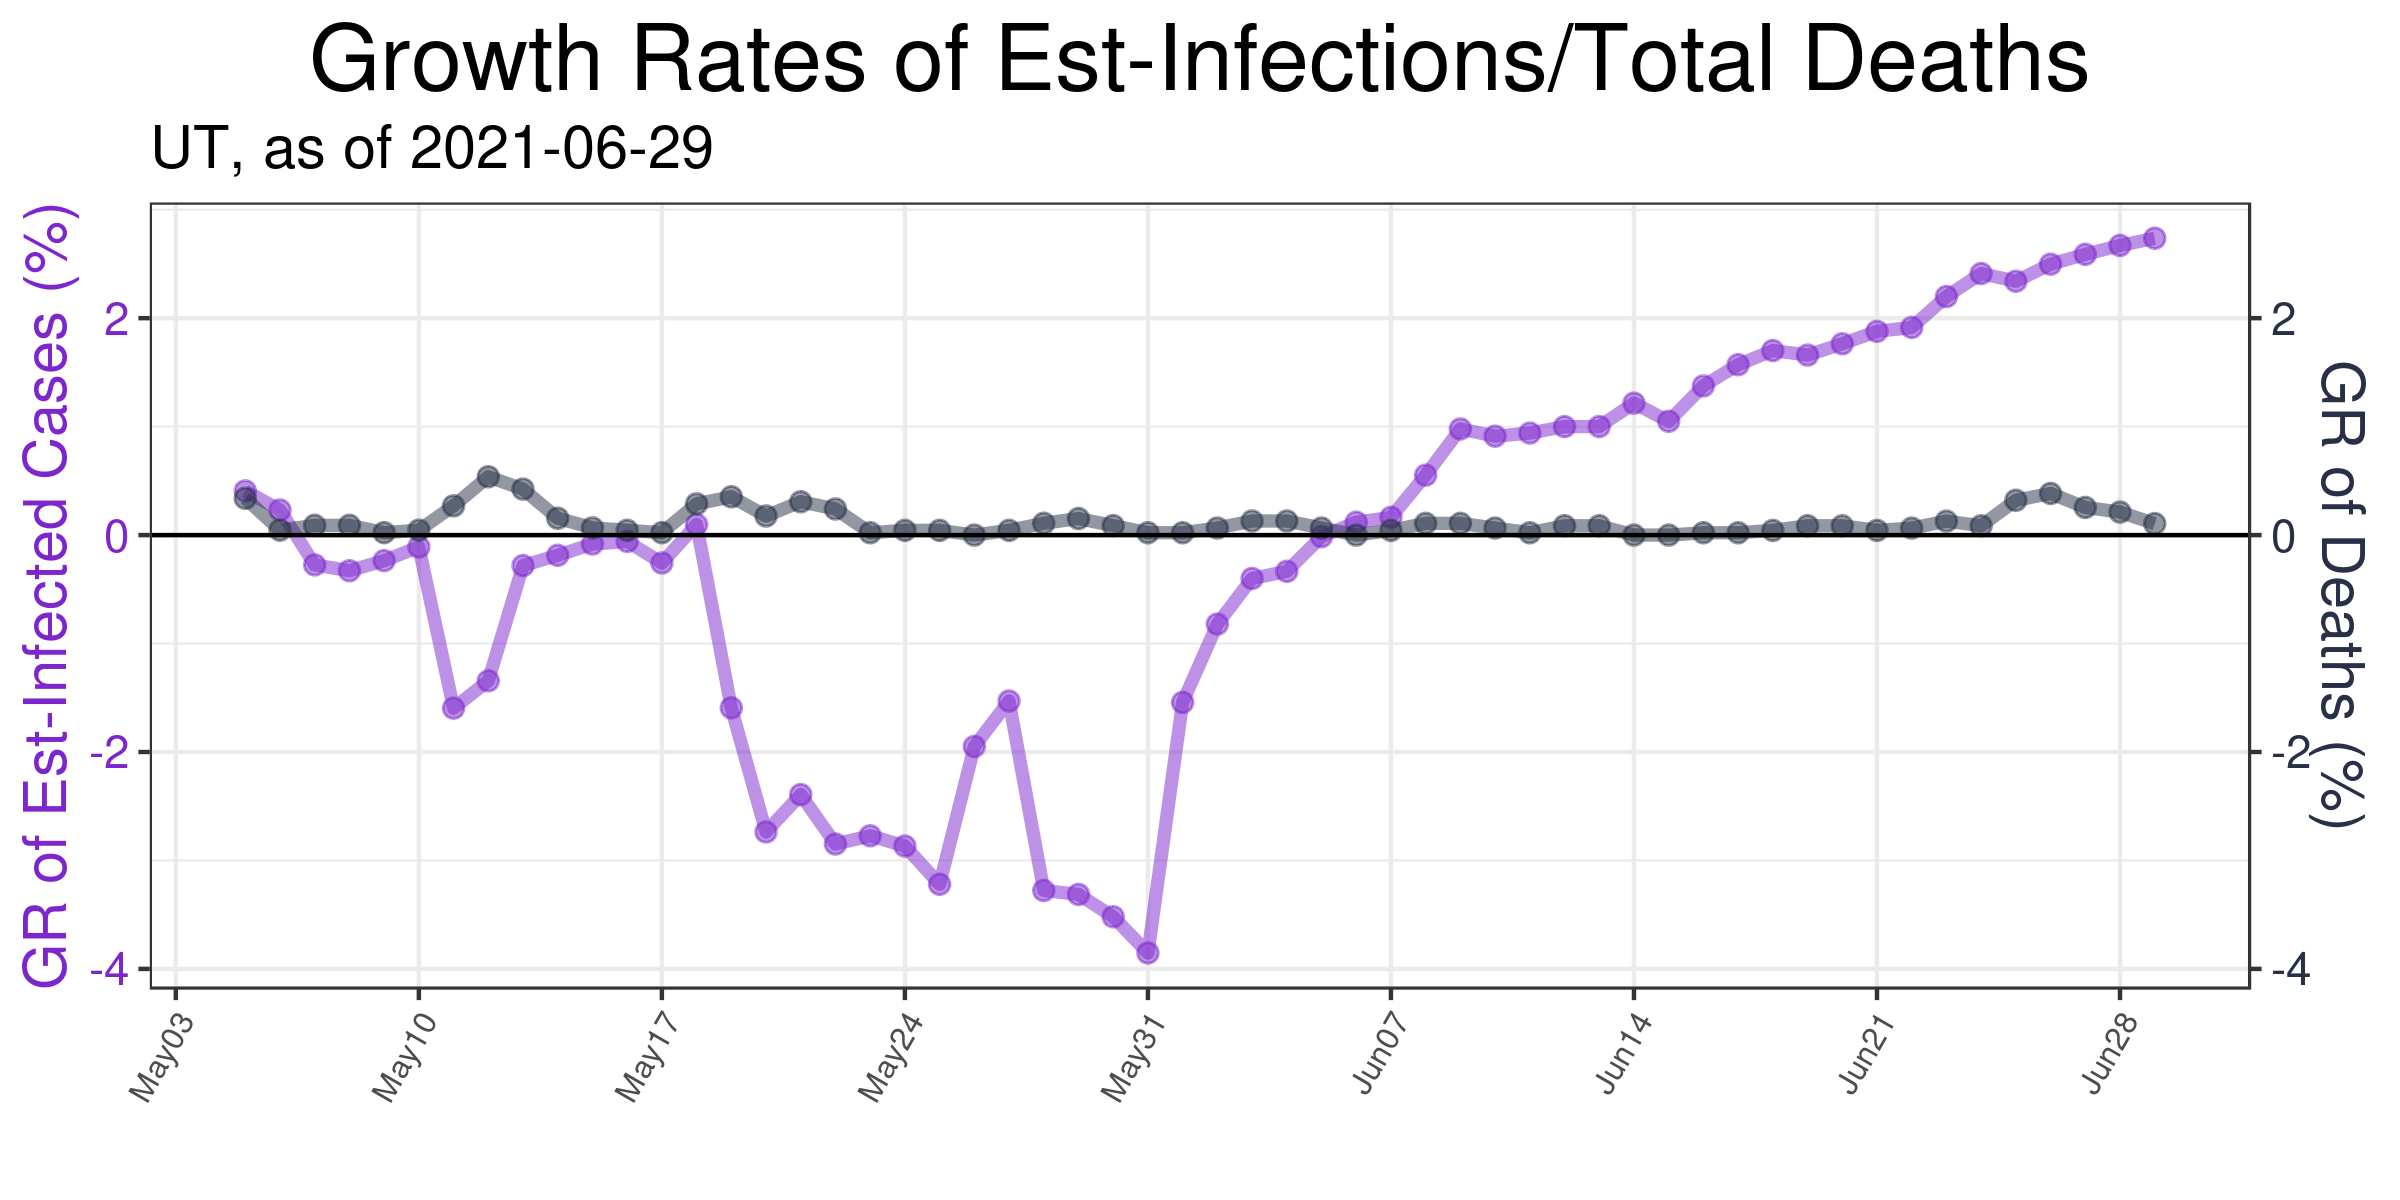 Growth Rates of Est-Infections/Total Deaths
UT, as of 2021-06-29
GR of Est-Infected Cases (%)
2
0
-2
-4
2
0
-2
-4
GR of Deaths (%)
May03
May10
May17
May24
May31
Jun07
Jun14
Jun21
Jun28